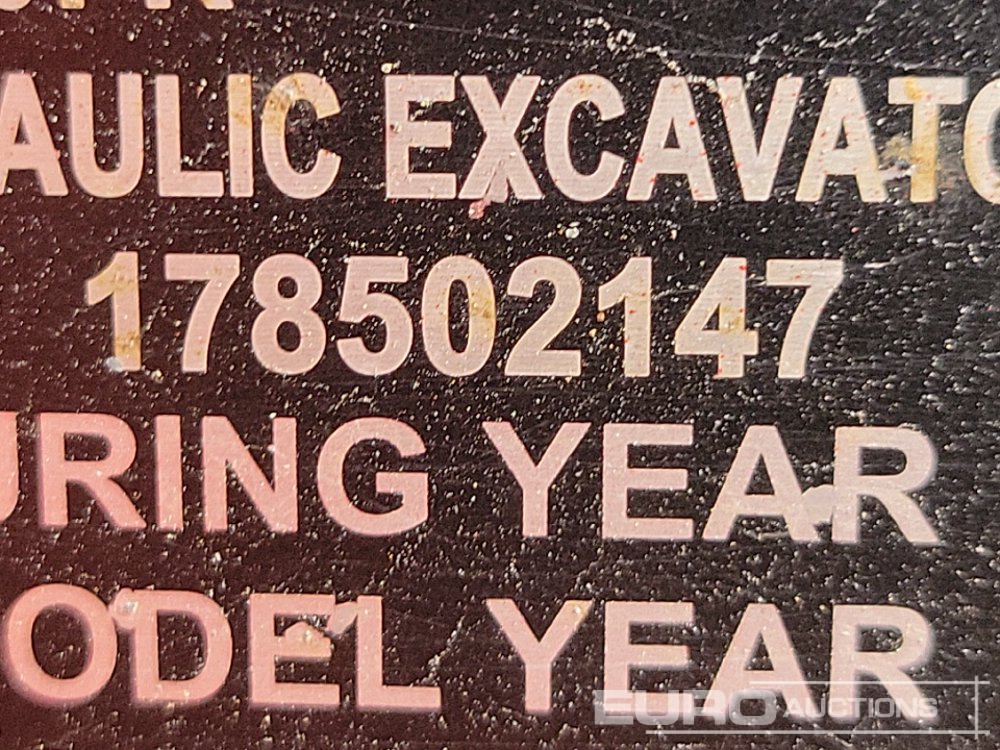 AULIC EXCAVATO
178502147
URING YEAR
ODEL YEAR
EURO AUCTIONS